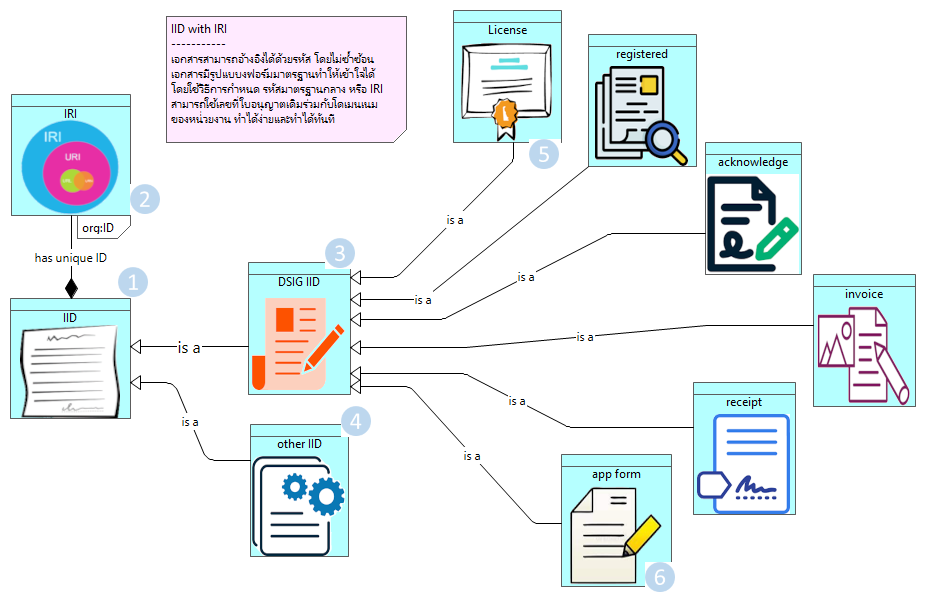 IID with IRI
-----------
เอกสารสามารถอ้างอิงได้ด้วยรหัส โดยไม่ซ้ำซ้อน
เอกสารมีรูปแบบงฟอร์มมาตรฐานทำให้เข้าใจได้
โดยใช้วิธีการกำหนด รหัสมาตรฐานกลาง หรือ IRI
สามารถใช้เลขที่ใบอนุญาตเดิมร่วมกับโดเมนเนม
ของหน่วยงาน ทำได้ง่ายและทำได้ทันที
License
5
registered
acknowledge
IRI
IRI
URI
2
org:ID
has unique ID
1
IID
3
DSIG IID
is a
is a
is a
is a
is a
is a
is a
is a
invoice
receipt
4
other IID
app form
6